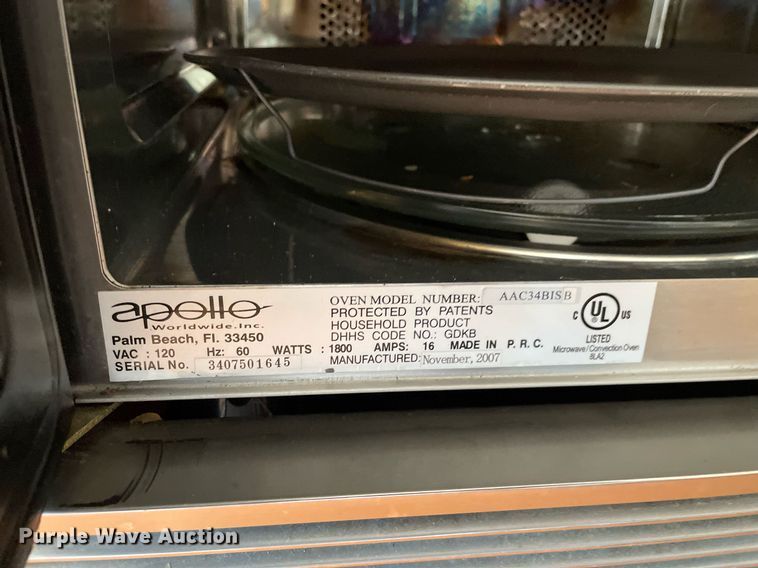 apollo
Worldwide.Inc.
Palm Beach, Fl. 33450
VAC : 120 Hz: 60 WATTS : 1800 AMPS: 16 MADE IN P. R. C.
SERIAL No. 3407501645
OVEN MODEL NUMBER: AAC34BISB
PROTECTED BY PATENTS
HOUSEHOLD PRODUCT
DHHS CODE NO.: GDKB
MANUFACTURED: November, 2007
C UL US
LISTED
Microwave/Convection Oven
8LA2
Purple Wave Auction